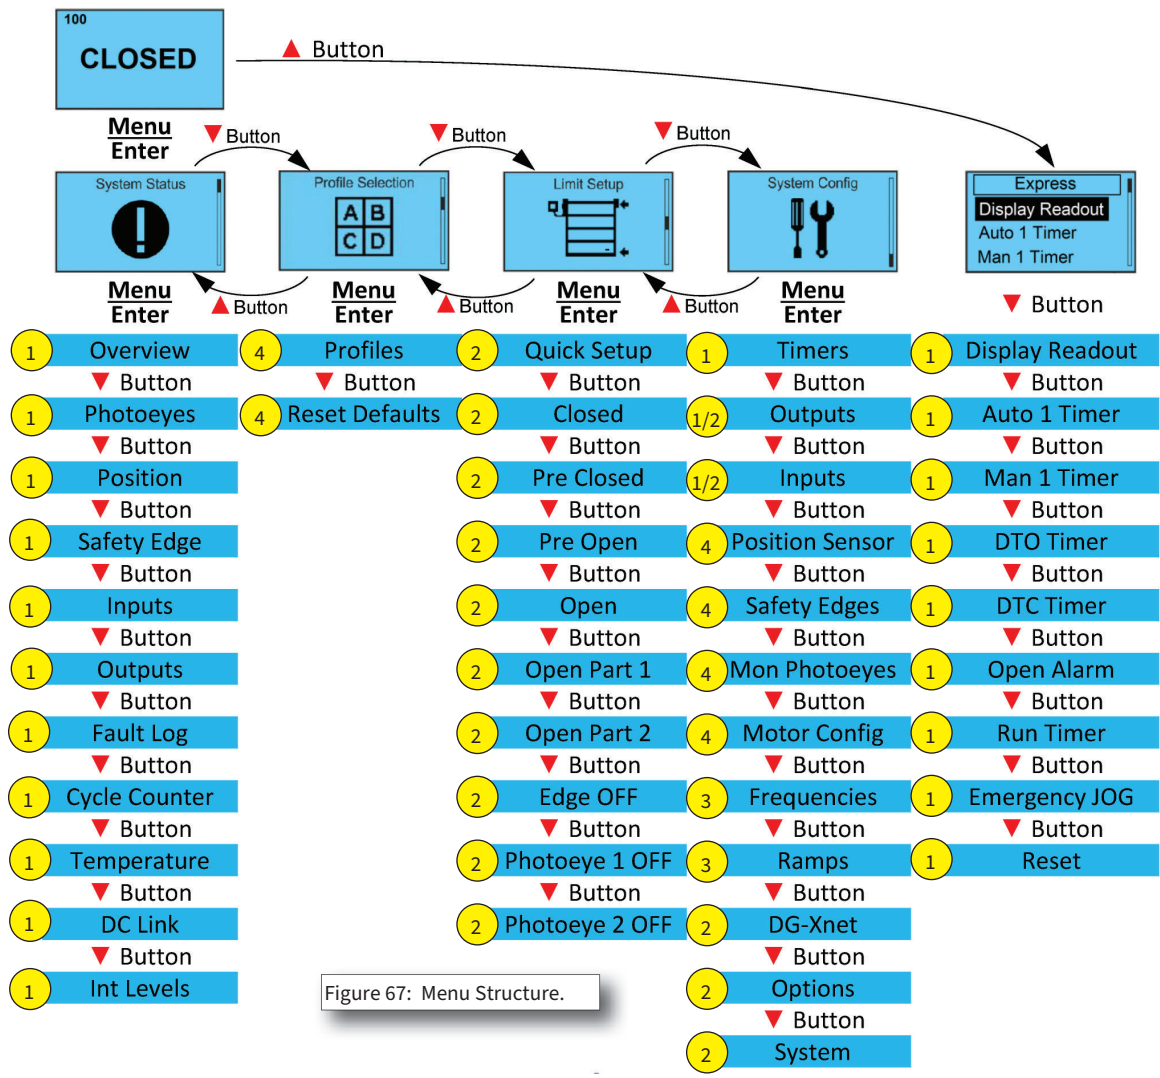 100
CLOSED
▲ Button
Menu
Enter
▼ Button
▼ Button
▼ Button
System Status
Profile Selection
A B
C D
Limit Setup
System Config
Express
Display Readout
Auto 1 Timer
Man 1 Timer
Menu
Enter
▲ Button
Menu
Enter
▲ Button
Menu
Enter
▲ Button
Menu
Enter
▼ Button
1 Overview 4 Profiles 2 Quick Setup 1 Timers 1 Display Readout
▼ Button ▼ Button ▼ Button ▼ Button ▼ Button
1 Photoeyes 4 Reset Defaults 2 Closed 1/2 Outputs 1 Auto 1 Timer
▼ Button ▼ Button ▼ Button ▼ Button
1 Position 2 Pre Closed 1/2 Inputs 1 Man 1 Timer
▼ Button ▼ Button ▼ Button ▼ Button
1 Safety Edge 2 Pre Open 4 Position Sensor 1 DTO Timer
▼ Button ▼ Button ▼ Button ▼ Button
1 Inputs 2 Open 4 Safety Edges 1 DTC Timer
▼ Button ▼ Button ▼ Button ▼ Button
1 Outputs 2 Open Part 1 4 Mon Photoeyes 1 Open Alarm
▼ Button ▼ Button ▼ Button ▼ Button
1 Fault Log 2 Open Part 2 4 Motor Config 1 Run Timer
▼ Button ▼ Button ▼ Button ▼ Button
1 Cycle Counter 2 Edge OFF 3 Frequencies 1 Emergency JOG
▼ Button ▼ Button ▼ Button ▼ Button
1 Temperature 2 Photoeye 1 OFF 3 Ramps 1 Reset
▼ Button ▼ Button ▼ Button
1 DC Link 2 Photoeye 2 OFF 2 DG-Xnet
▼ Button ▼ Button
1 Int Levels 2 Options
Figure 67: Menu Structure.
▼ Button
2 System